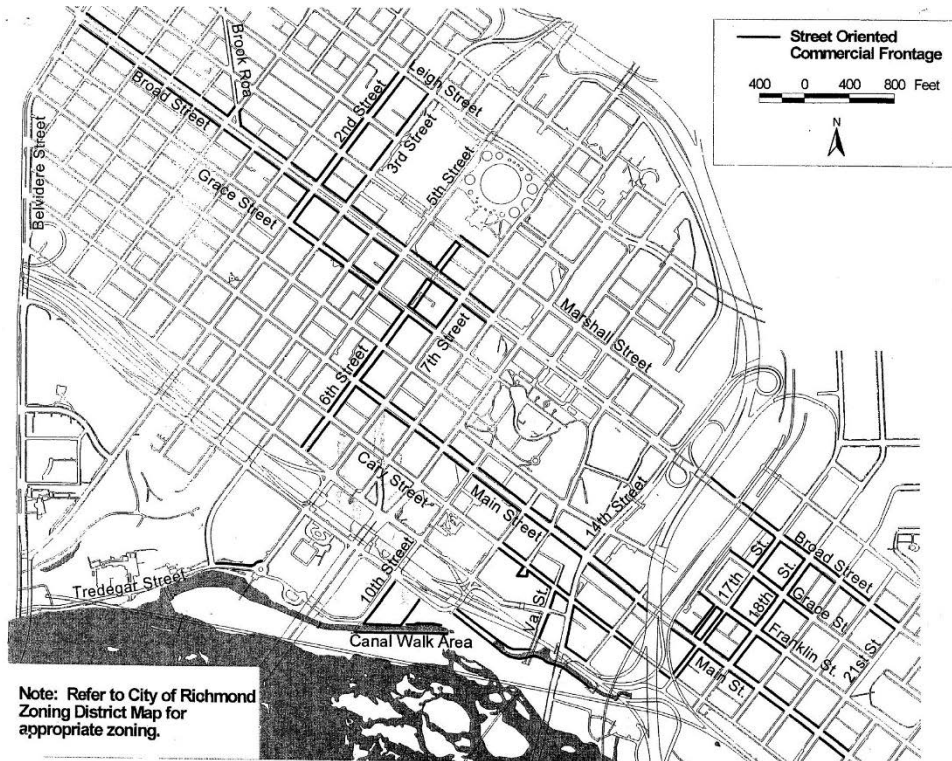 Street Oriented
Commercial Frontage
400 0 400 800 Feet
N
Brook Roa
Leigh Street
Broad Street
2nd Street
3rd Street
5th Street
Belvidere Street
Grace Street
Marshall Street
7th Street
6th Street
Cary Street
Main Street
14th Street
Broad Street
17th St.
18th St.
Grace St.
Franklin St.
21st St.
Tredegar Street
10th Street
Va St.
Main St.
Canal Walk Area
Note: Refer to City of Richmond
Zoning District Map for
appropriate zoning.